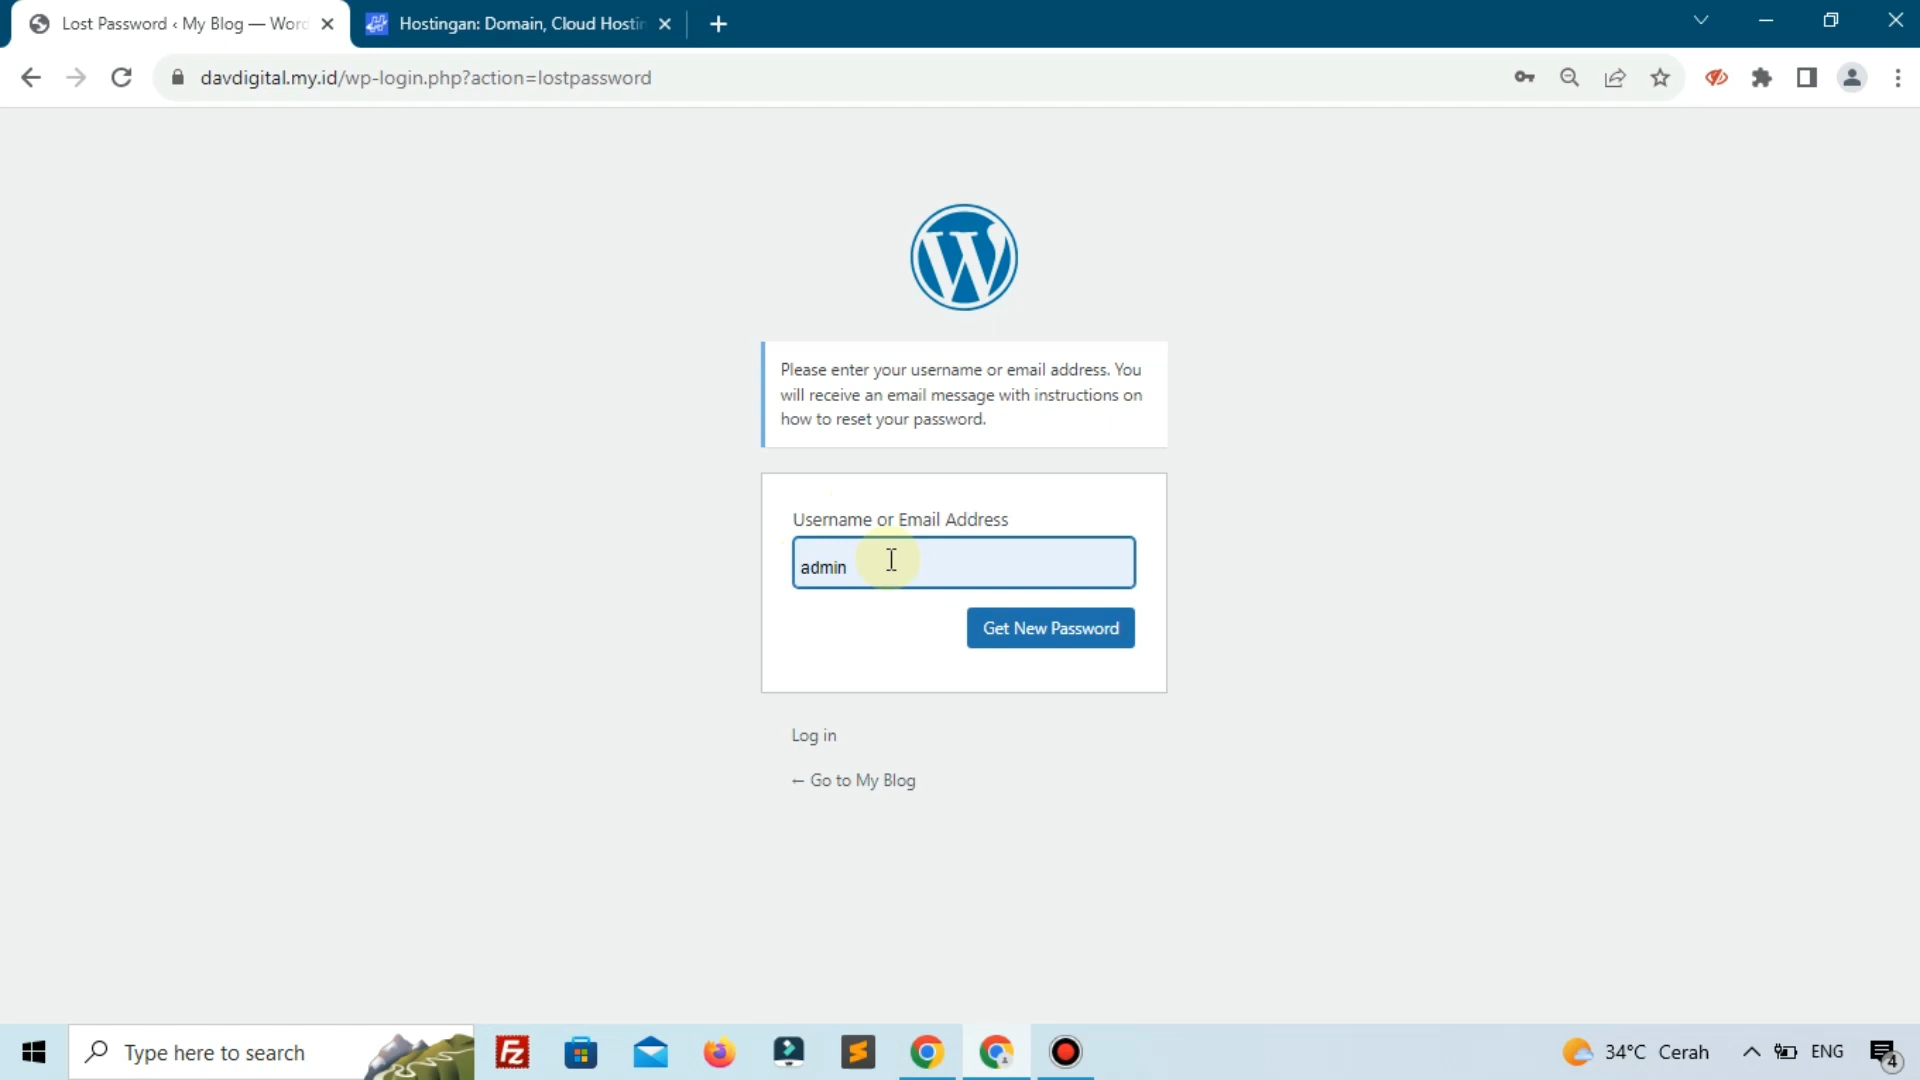 Lost Password ‹ My Blog — Word
Hostingan: Domain, Cloud Hostin
davdigital.my.id/wp-login.php?action=lostpassword
Please enter your username or email address. You
will receive an email message with instructions on
how to reset your password.
Username or Email Address
admin
Get New Password
Log in
← Go to My Blog
Type here to search
34°C Cerah
ENG
4